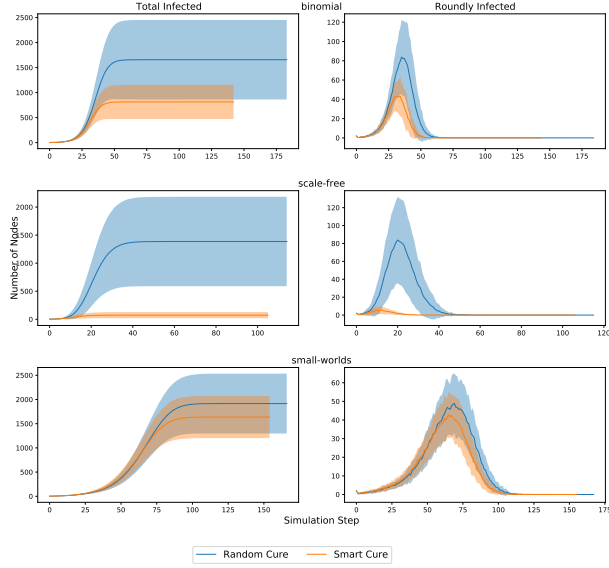 Total Infected
binomial
Roundly Infected
2500
2000
1500
1000
500
0
0 25 50 75 100 125 150 175
120
100
80
60
40
20
0
0 25 50 75 100 125 150 175
scale-free
Number of Nodes
2000
1500
1000
500
0
0 20 40 60 80 100
120
100
80
60
40
20
0
0 20 40 60 80 100 115
small-worlds
2500
2000
1500
1000
500
0
0 25 50 75 100 125 150
60
50
40
30
20
10
0
0 25 50 75 100 125 150 175
Simulation Step
Random Cure Smart Cure